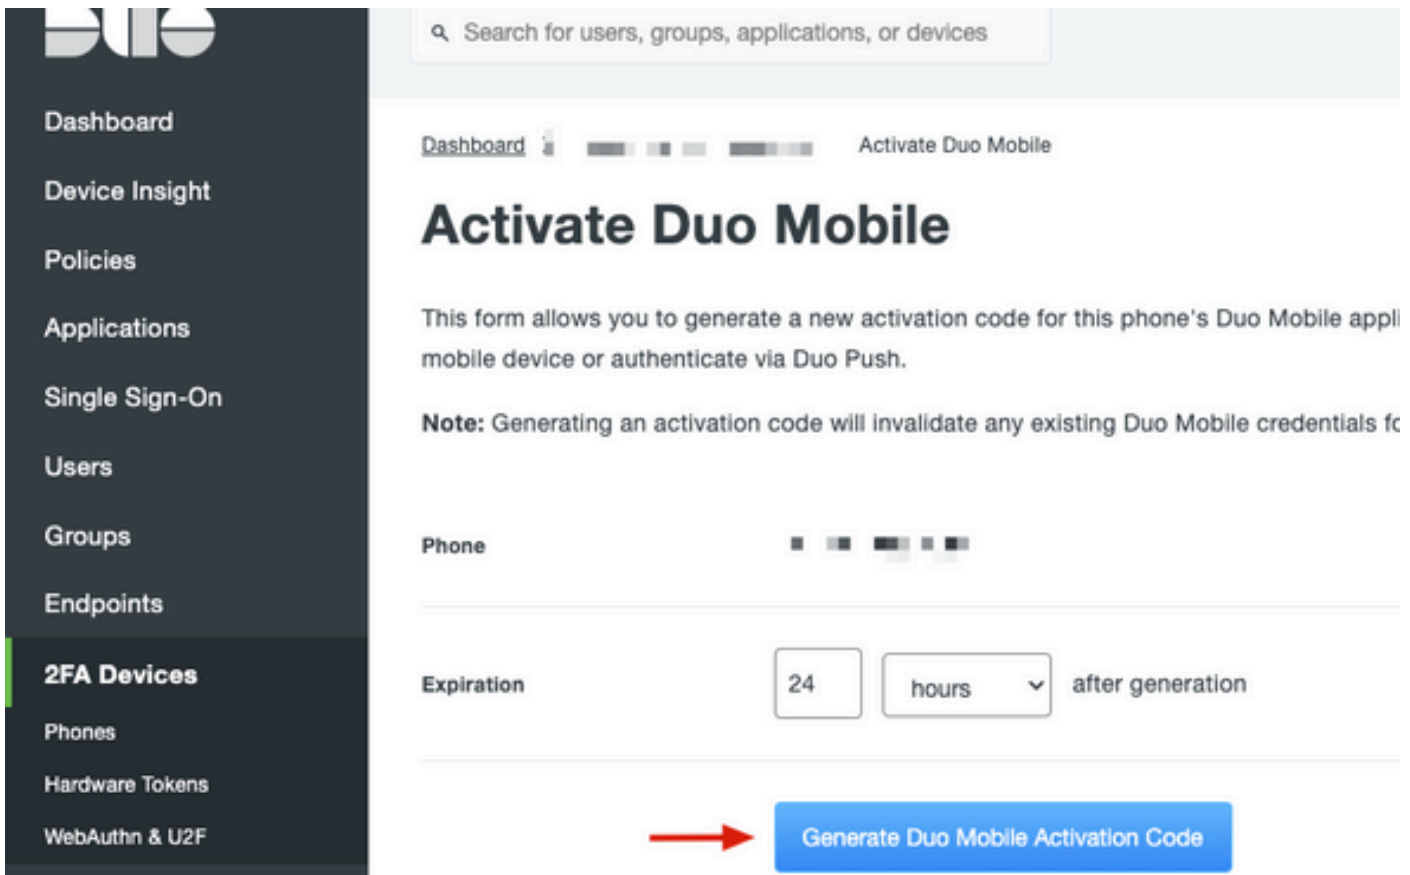 Search for users, groups, applications, or devices
Dashboard
Device Insight
Policies
Applications
Single Sign-On
Users
Groups
Endpoints
2FA Devices
Phones
Hardware Tokens
WebAuthn & U2F
Dashboard Activate Duo Mobile
Activate Duo Mobile
This form allows you to generate a new activation code for this phone's Duo Mobile appli
mobile device or authenticate via Duo Push.
Note: Generating an activation code will invalidate any existing Duo Mobile credentials fo
Phone
Expiration 24 hours after generation
Generate Duo Mobile Activation Code